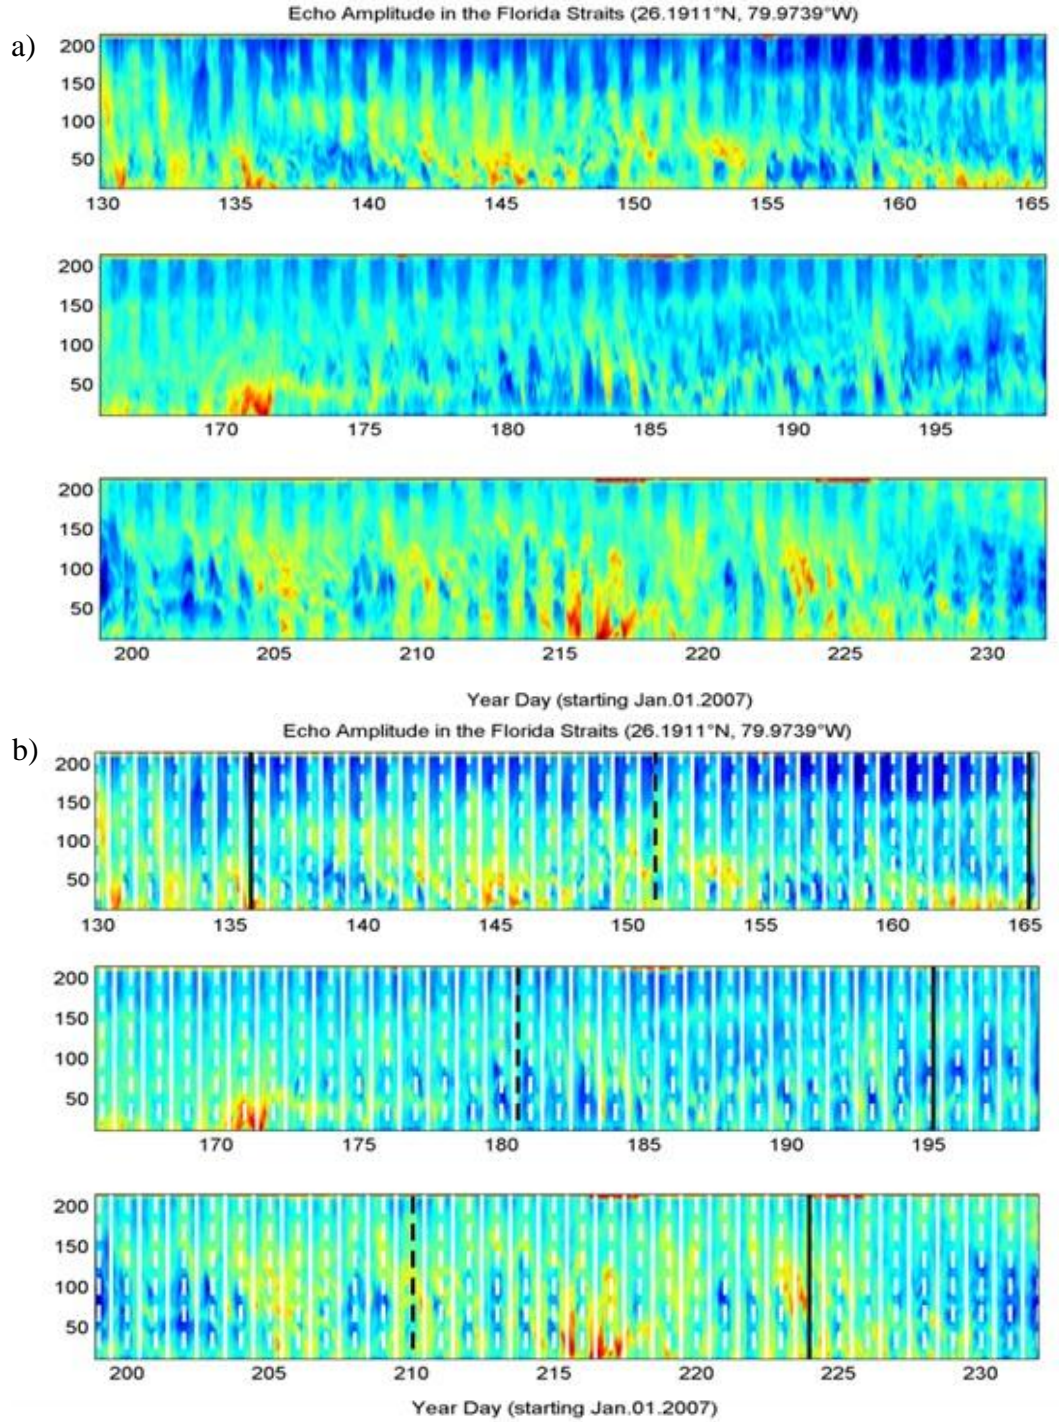 Echo Amplitude in the Florida Straits (26.1911°N, 79.9739°W)
a)
200
150
100
50
130 135 140 145 150 155 160 165
200
150
100
50
170 175 180 185 190 195
200
150
100
50
200 205 210 215 220 225 230
Year Day (starting Jan.01.2007)
Echo Amplitude in the Florida Straits (26.1911°N, 79.9739°W)
b)
200
150
100
50
130 135 140 145 150 155 160 165
200
150
100
50
170 175 180 185 190 195
200
150
100
50
200 205 210 215 220 225 230
Year Day (starting Jan.01.2007)